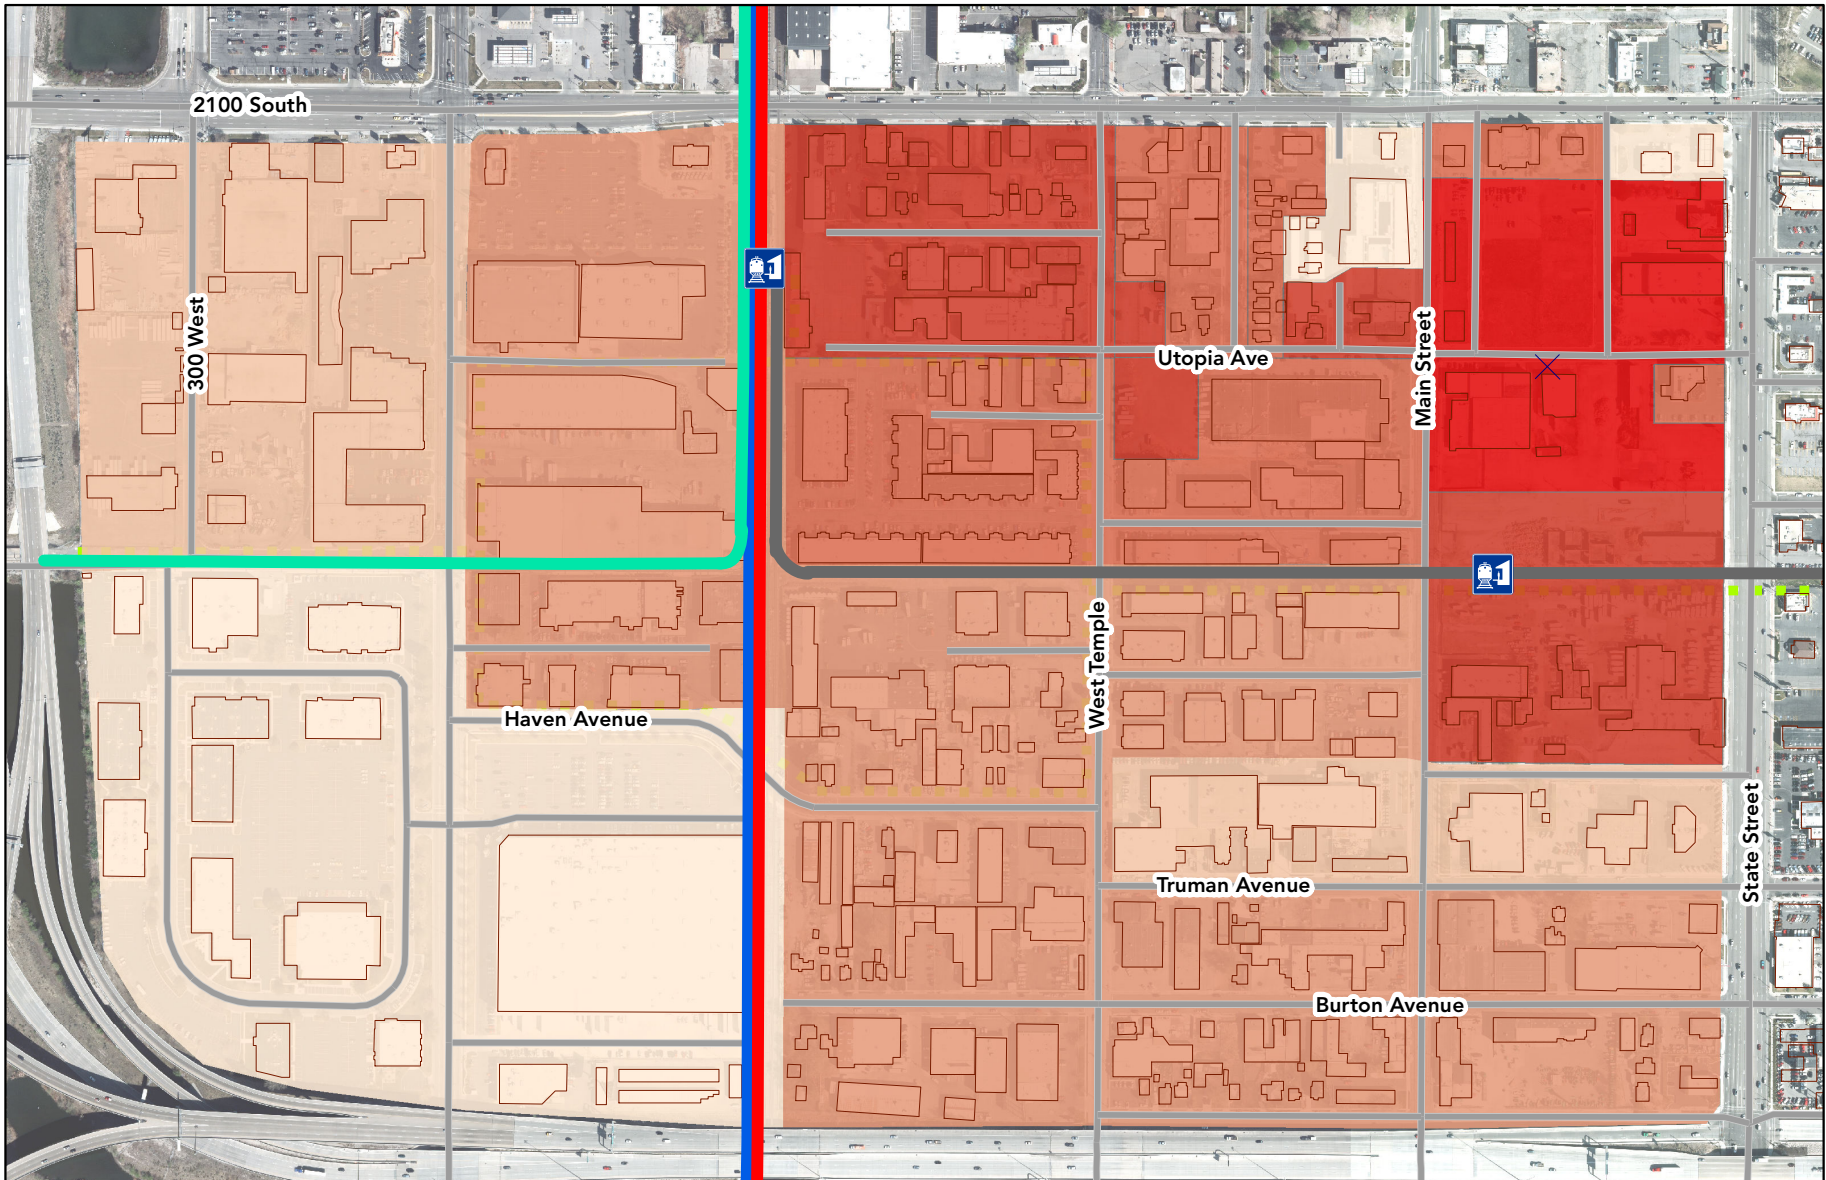 2100 South
300 West
Utopia Ave
Main Street
West Temple
Haven Avenue
State Street
Truman Avenue
Burton Avenue